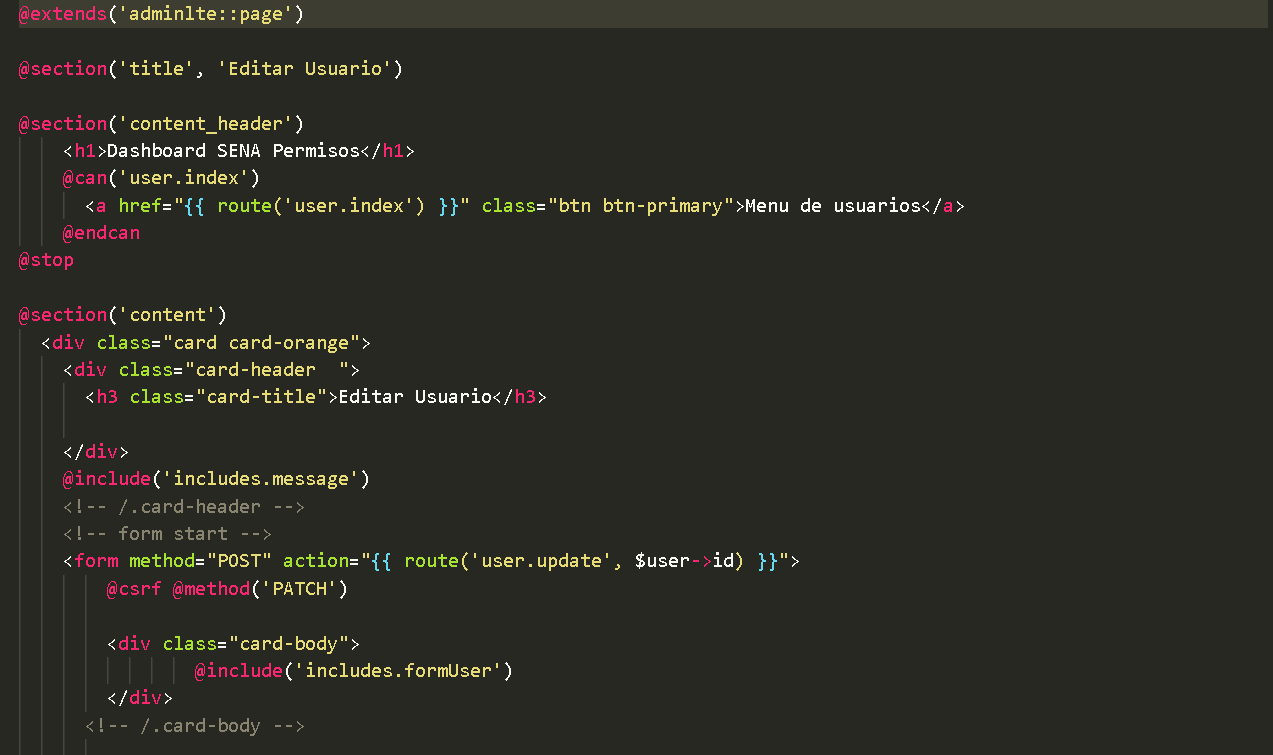 @extends('adminlte::page')
@section('title', 'Editar Usuario')
@section('content_header')
<h1>Dashboard SENA Permisos</h1>
@can('user.index')
<a href="{{ route('user.index') }}" class="btn btn-primary">Menu de usuarios</a>
@endcan
@stop
@section('content')
<div class="card card-orange">
<div class="card-header  ">
<h3 class="card-title">Editar Usuario</h3>
</div>
@include('includes.message')
<!-- /.card-header -->
<!-- form start -->
<form method="POST" action="{{ route('user.update', $user->id) }}">
@csrf @method('PATCH')
<div class="card-body">
@include('includes.formUser')
</div>
<!-- /.card-body -->